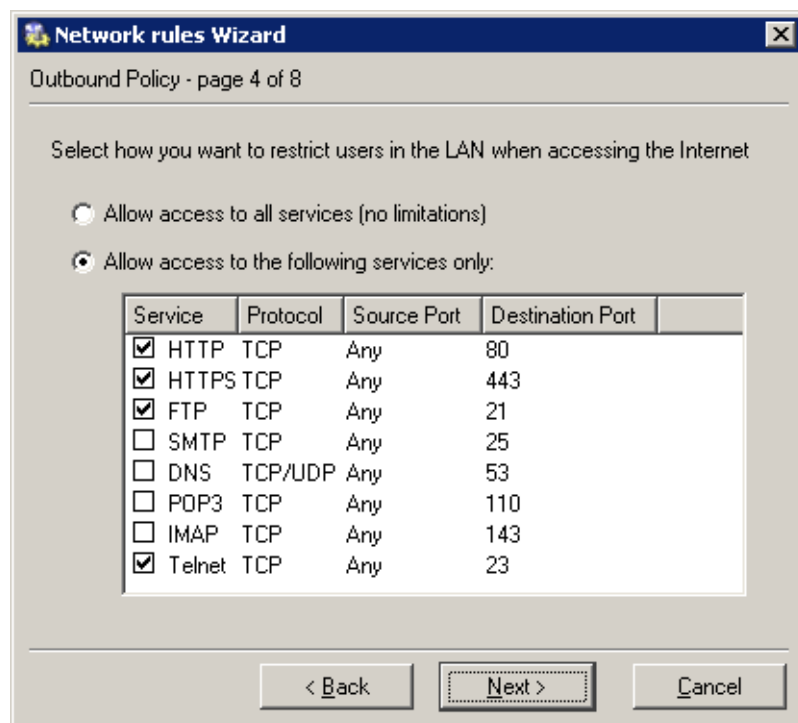 Network rules Wizard
Outbound Policy - page 4 of 8
Select how you want to restrict users in the LAN when accessing the Internet
Allow access to all services (no limitations)
Allow access to the following services only:
Service Protocol Source Port Destination Port
HTTP TCP Any 80
HTTPS TCP Any 443
FTP TCP Any 21
SMTP TCP Any 25
DNS TCP/UDP Any 53
POP3 TCP Any 110
IMAP TCP Any 143
Telnet TCP Any 23
< Back Next > Cancel